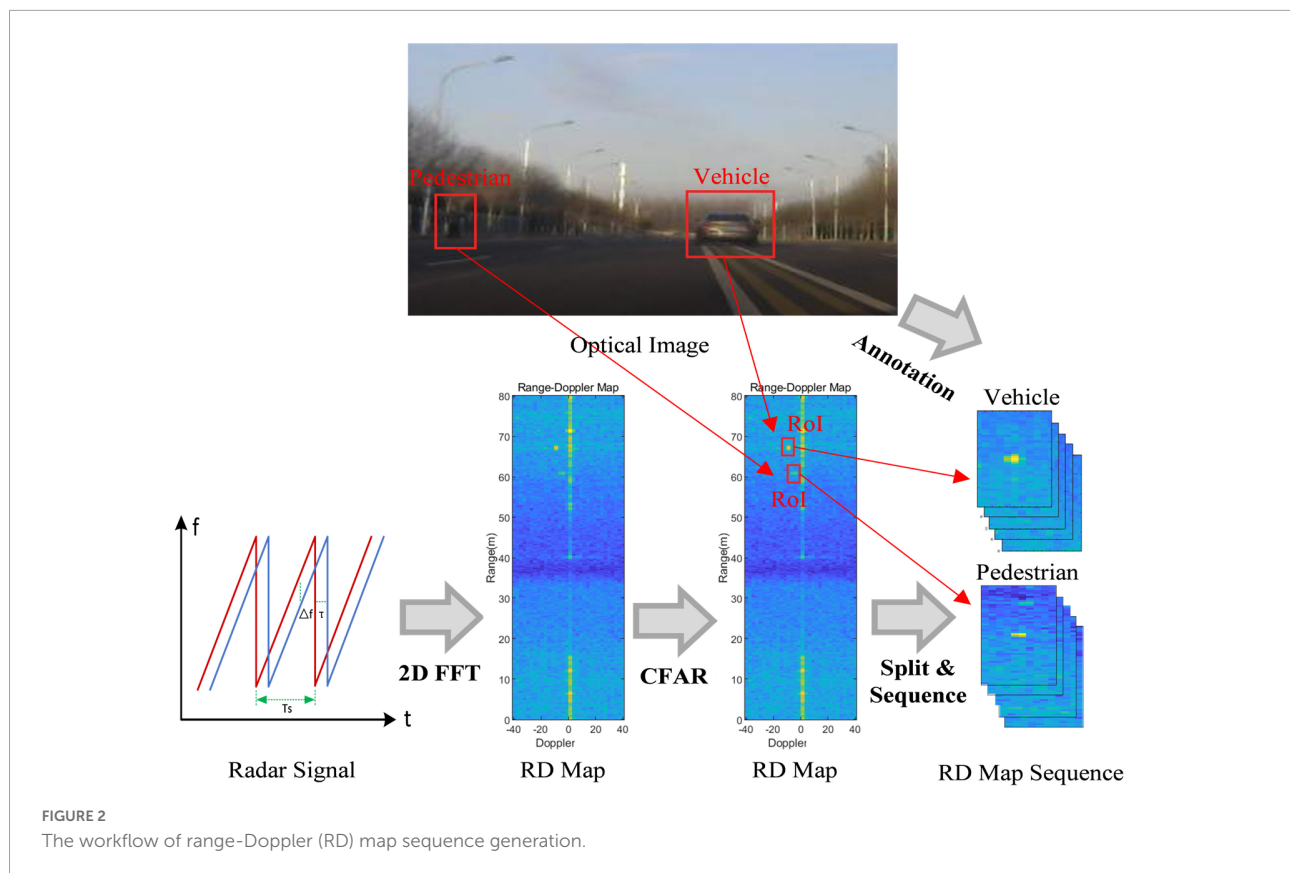 Pedestrian
Vehicle
Optical Image
Annotation
Range-Doppler Map
80
70
60
50
40
30
20
10
0
Range(m)
-40
-20
0
20
40
Doppler
RD Map
Range-Doppler Map
80
70
60
50
40
30
20
10
0
Range(m)
RoI
RoI
-40
-20
0
20
40
Doppler
RD Map
f
Δf
τ
Ts
t
Radar Signal
2D FFT
CFAR
Split &
Sequence
Vehicle
Pedestrian
RD Map Sequence
FIGURE 2
The workflow of range-Doppler (RD) map sequence generation.